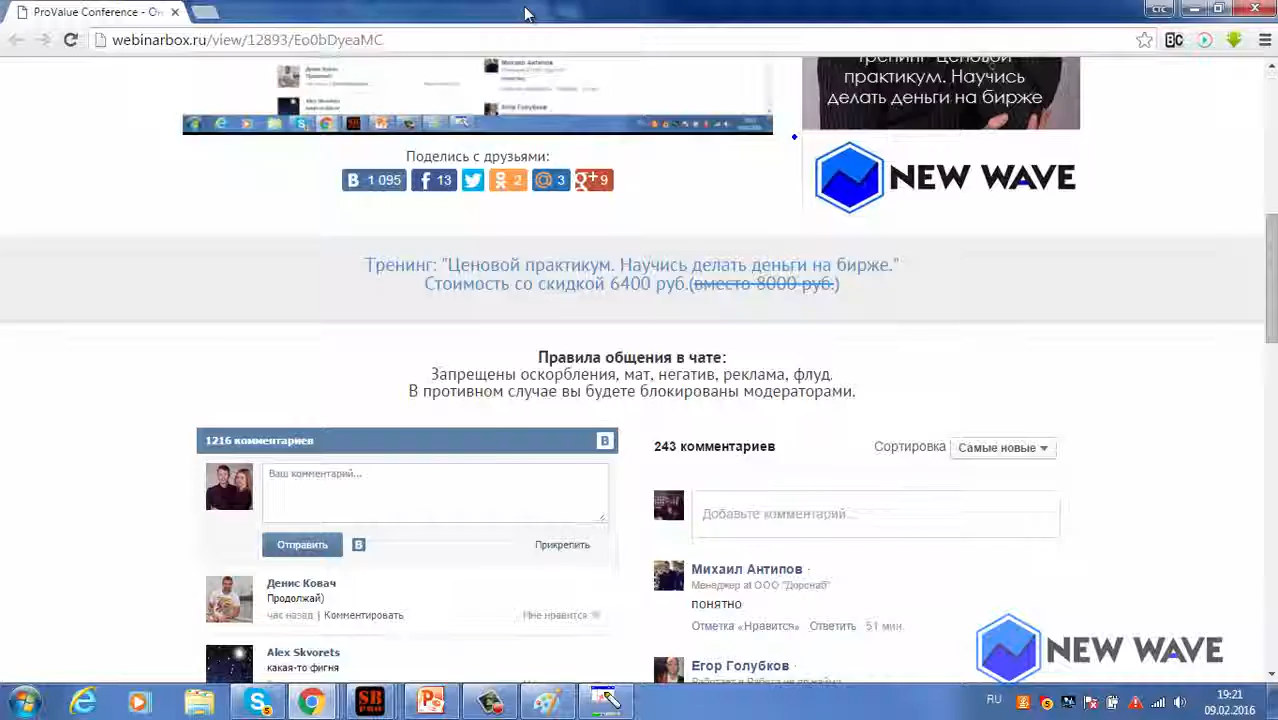 ProValue Conference - On
стс
webinarbox.ru/view/12893/Eo0bDyeaMC
Михаил Антипов
Тренинг Ценовой
практикум. Научись
делать деньги на бирже
NEW WAVE
Поделись с друзьями:
1 095
13
2
3
g+ 9
Тренинг: "Ценовой практикум. Научись делать деньги на бирже."
Стоимость со скидкой 6400 руб.(вместо 8000 руб.)
Правила общения в чате:
Запрещены оскорбления, мат, негатив, реклама, флуд.
В противном случае вы будете блокированы модераторами.
1216 комментариев
B
Ваш комментарий...
Отправить
B
Прикрепить
Денис Ковач
Продолжай)
час назад | Комментировать
Мне нравится
Alex Skvorets
какая-то фигня
243 комментариев
Сортировка
Самые новые
Добавьте комментарий...
Михаил Антипов ·
Менеджер at ООО "Дорснаб"
понятно
Отметка «Нравится» · Ответить · 51 мин.
Егор Голубков ·
NEW WAVE
SB
PRO
RU
19:21
09.02.2016